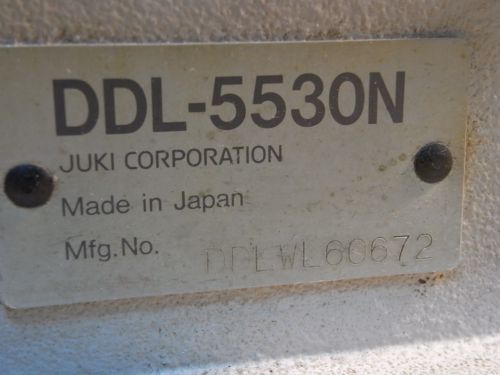 DDL-5530N
JUKI CORPORATION
Made in Japan
Mfg.No. DDLWL60672